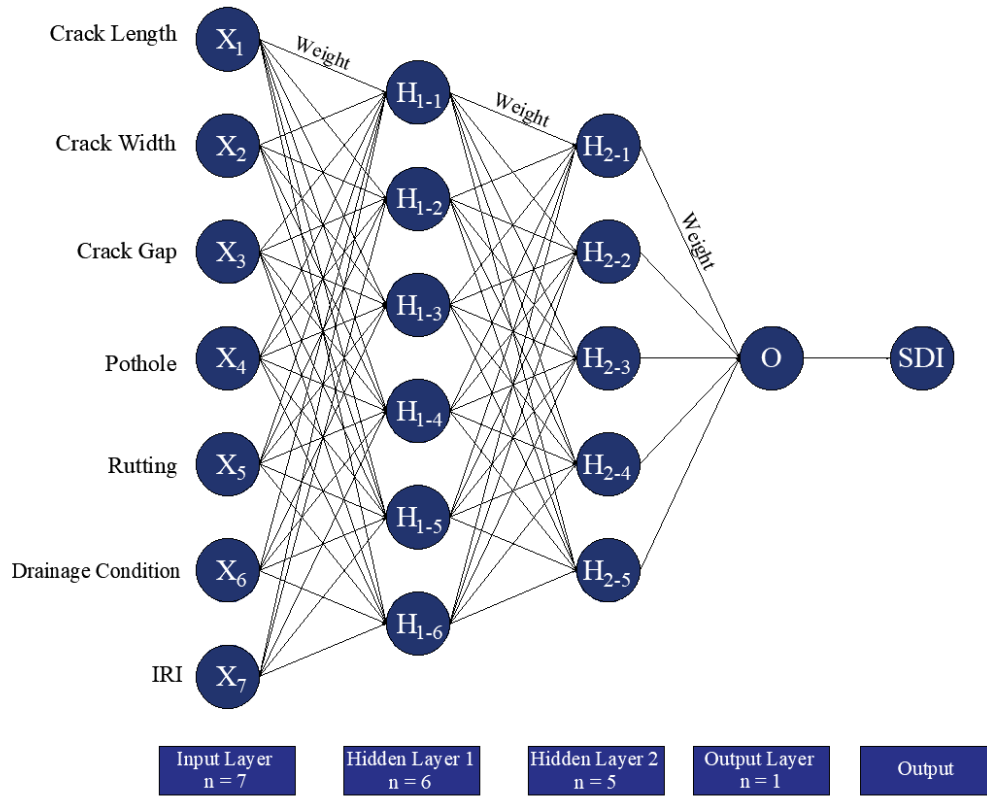 Crack Length
X1
Weight
H1-1
Weight
Crack Width
X2
H2-1
H1-2
Weight
Crack Gap
X3
H2-2
H1-3
Pothole
X4
H2-3
O
SDI
H1-4
Rutting
X5
H2-4
H1-5
Drainage Condition
X6
H2-5
H1-6
IRI
X7
Input Layer
n = 7
Hidden Layer 1
n = 6
Hidden Layer 2
n = 5
Output Layer
n = 1
Output